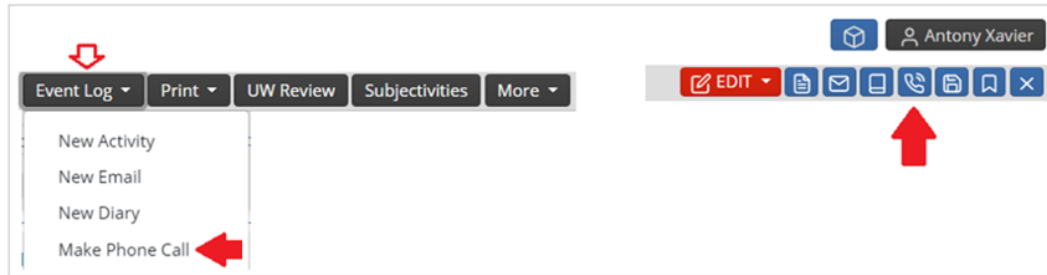 Antony Xavier
Event Log Print UW Review Subjectivities More EDIT
New Activity
New Email
New Diary
Make Phone Call